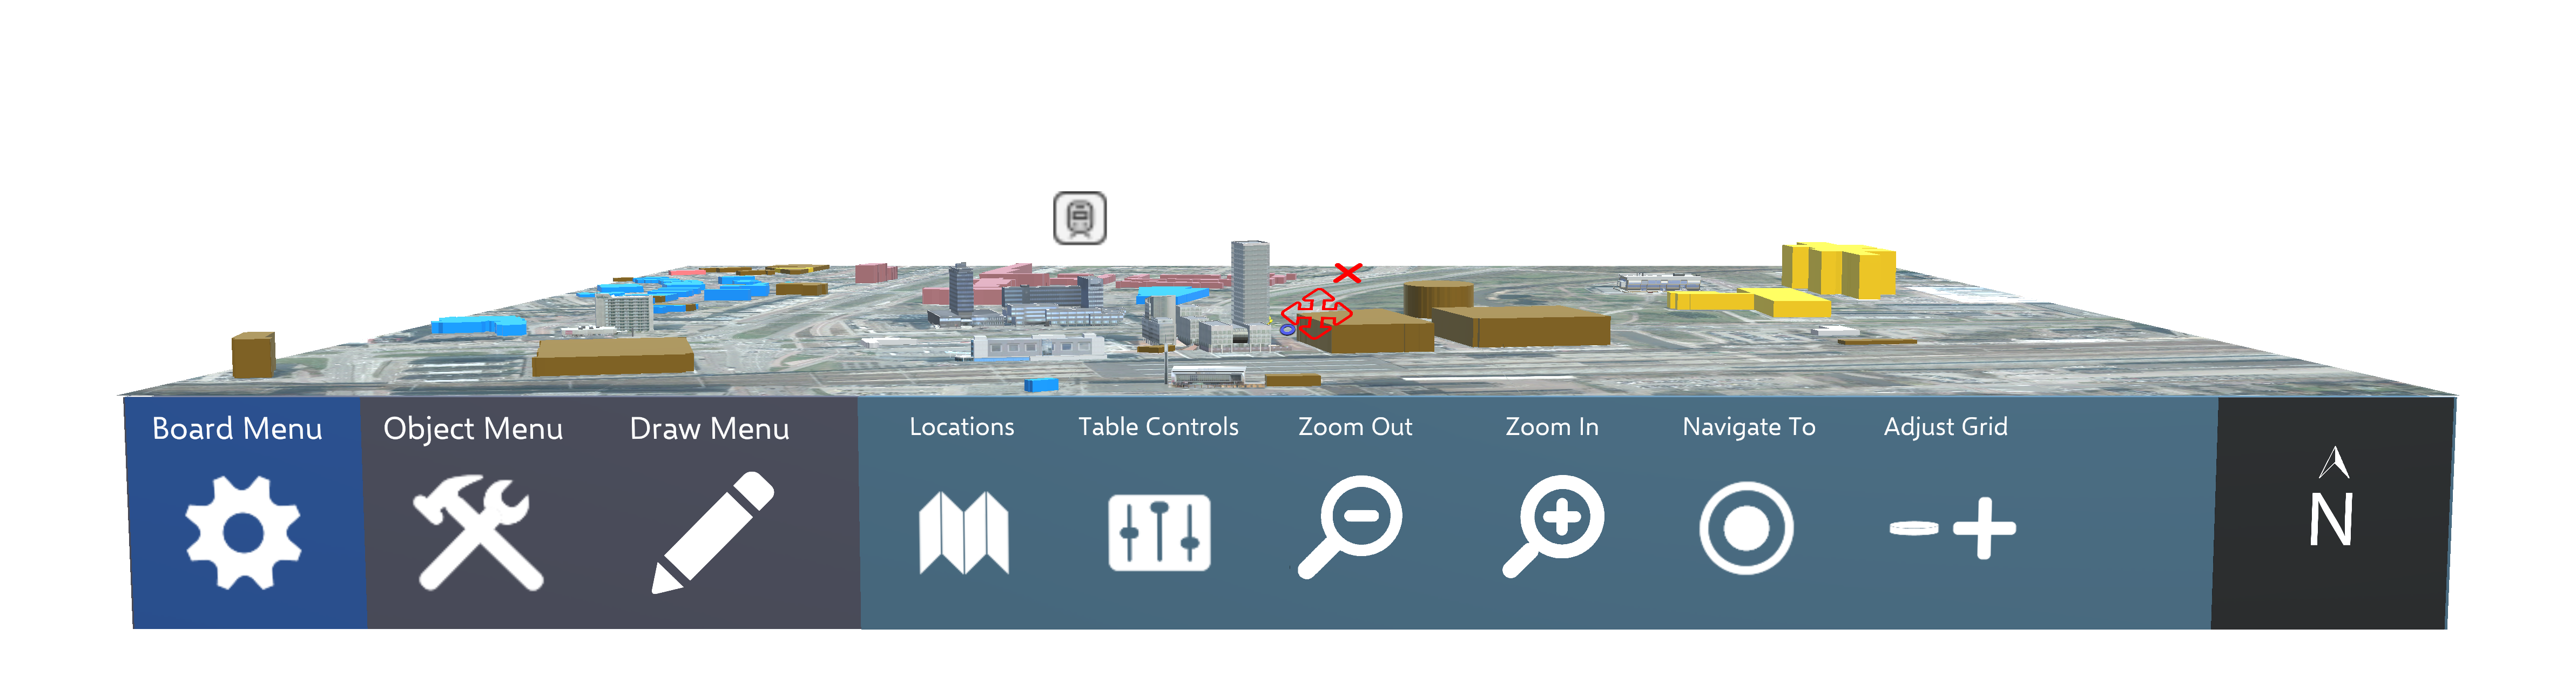 Board Menu
Object Menu
Draw Menu
Locations
Table Controls
Zoom Out
Zoom In
Navigate To
Adjust Grid
N